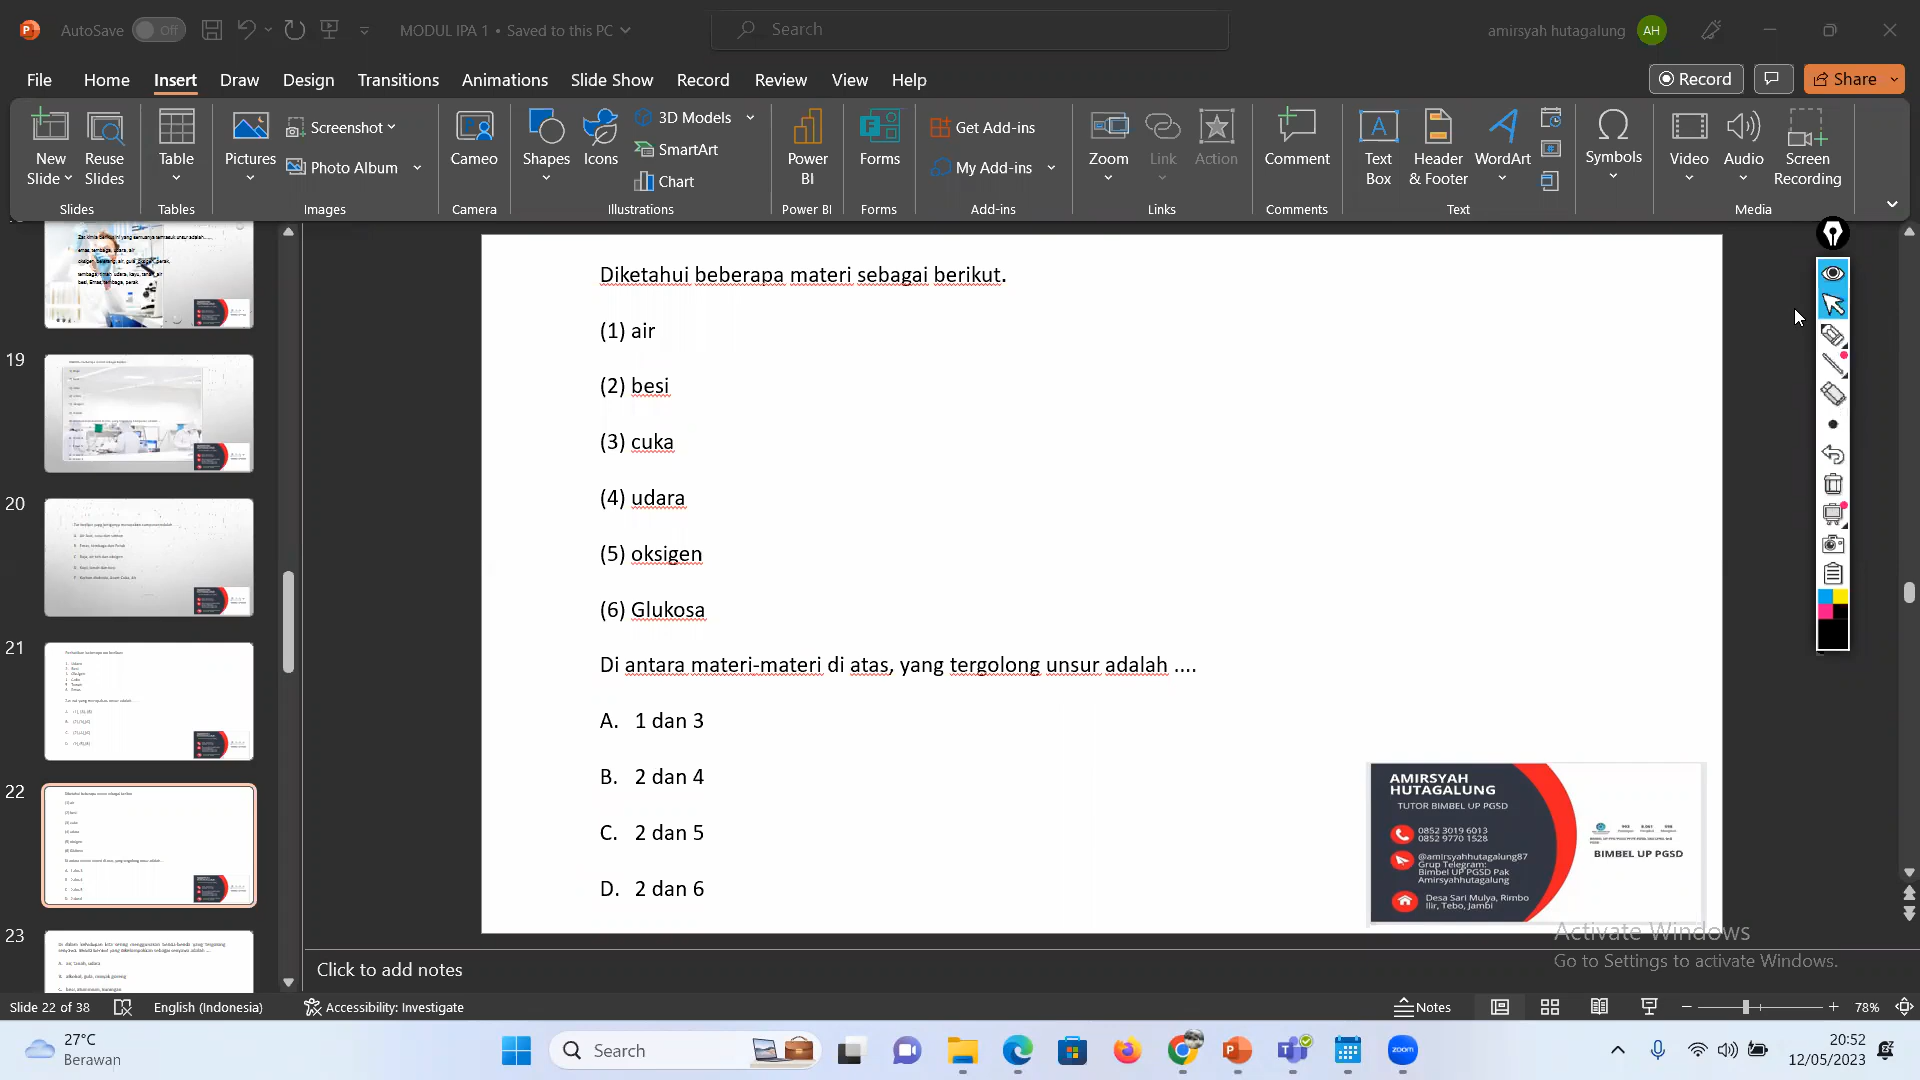 AutoSave Off MODUL IPA 1 • Saved to this PC Search amirsyah hutagalung AH
File Home Insert Draw Design Transitions Animations Slide Show Record Review View Help Record Share
New Slide Reuse Slides Table Pictures Screenshot Photo Album Cameo Shapes Icons 3D Models SmartArt Chart Power BI Forms Get Add-ins My Add-ins Zoom Link Action Comment Text Box Header & Footer WordArt Symbols Video Audio Screen Recording
Slides Tables Images Camera Illustrations Power BI Forms Add-ins Links Comments Text Media
19
20
21
22
23
Diketahui beberapa materi sebagai berikut.
(1) air
(2) besi
(3) cuka
(4) udara
(5) oksigen
(6) Glukosa
Di antara materi-materi di atas, yang tergolong unsur adalah ....
A. 1 dan 3
B. 2 dan 4
C. 2 dan 5
D. 2 dan 6
AMIRSYAH
HUTAGALUNG
TUTOR BIMBEL UP PGSD
0852 3019 6013
0852 9770 1528
@amirsyahhutagalung87
Grup Telegram:
Bimbel UP PGSD Pak
Amirsyahhutagalung
Desa Sari Mulya, Rimbo
Ilir, Tebo, Jambi
BIMBEL UP PGSD
Activate Windows
Go to Settings to activate Windows.
Click to add notes
Slide 22 of 38 English (Indonesia) Accessibility: Investigate Notes 78%
27°C
Berawan
Search
zoom
20:52
12/05/2023